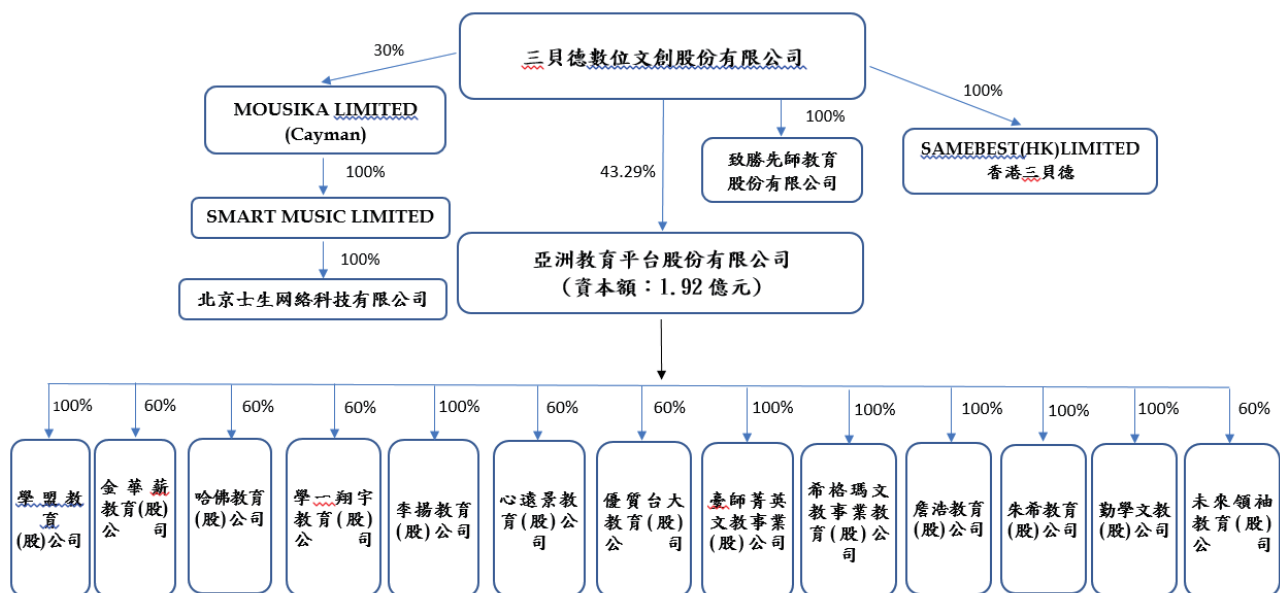 三貝德數位文創股份有限公司
30%
100%
100%
43.29%
MOUSIKA LIMITED
(Cayman)
致勝先師教育
股份有限公司
SAMEBEST(HK)LIMITED
香港三貝德
100%
SMART MUSIC LIMITED
100%
北京士生网络科技有限公司
亞洲教育平台股份有限公司
(資本額：1.92億元)
100%
60%
60%
60%
100%
60%
60%
100%
100%
100%
100%
100%
60%
學盟教
育
(股)公司
金華薪
教育(股)
公
哈佛教育
(股)公司
學一翔宇
教育(股)
公司
李揚教育
(股)公司
心遠景教
育(股)公
司
優質台大
教育(股)
公
臺師菁英
文教事業
(股)公司
希格瑪文
教事業教
育(股)公
司
詹浩教育
(股)公司
朱希教育
(股)公司
勤學文教
(股)公司
未來領袖
教育(股)
公